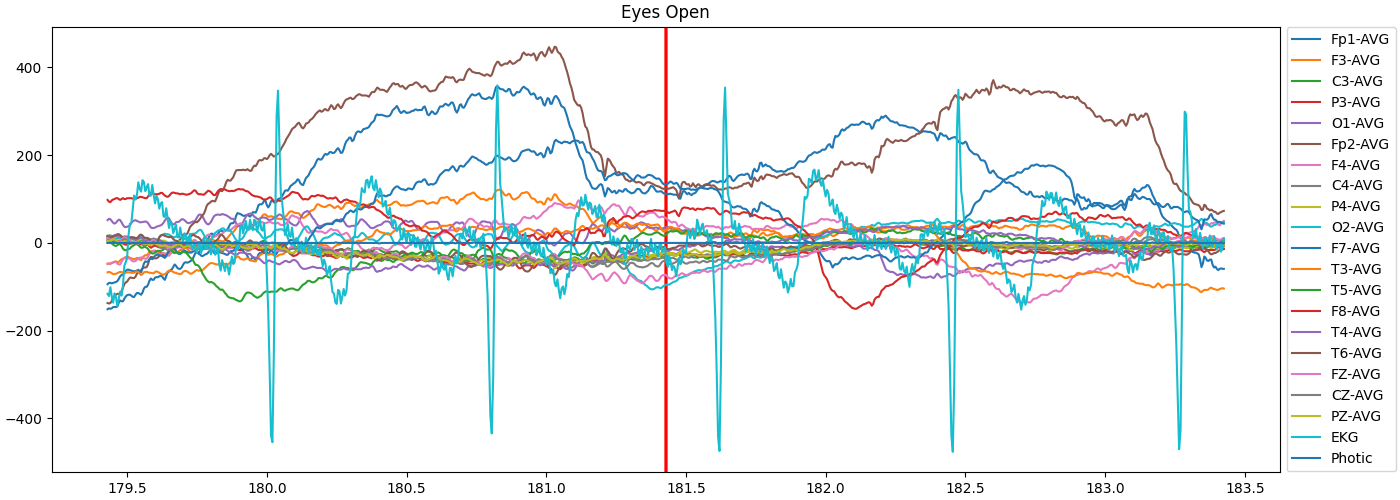 Eyes Open
400
200
0
−200
−400
179.5 180.0 180.5 181.0 181.5 182.0 182.5 183.0 183.5
Fp1-AVG
F3-AVG
C3-AVG
P3-AVG
O1-AVG
Fp2-AVG
F4-AVG
C4-AVG
P4-AVG
O2-AVG
F7-AVG
T3-AVG
T5-AVG
F8-AVG
T4-AVG
T6-AVG
FZ-AVG
CZ-AVG
PZ-AVG
EKG
Photic